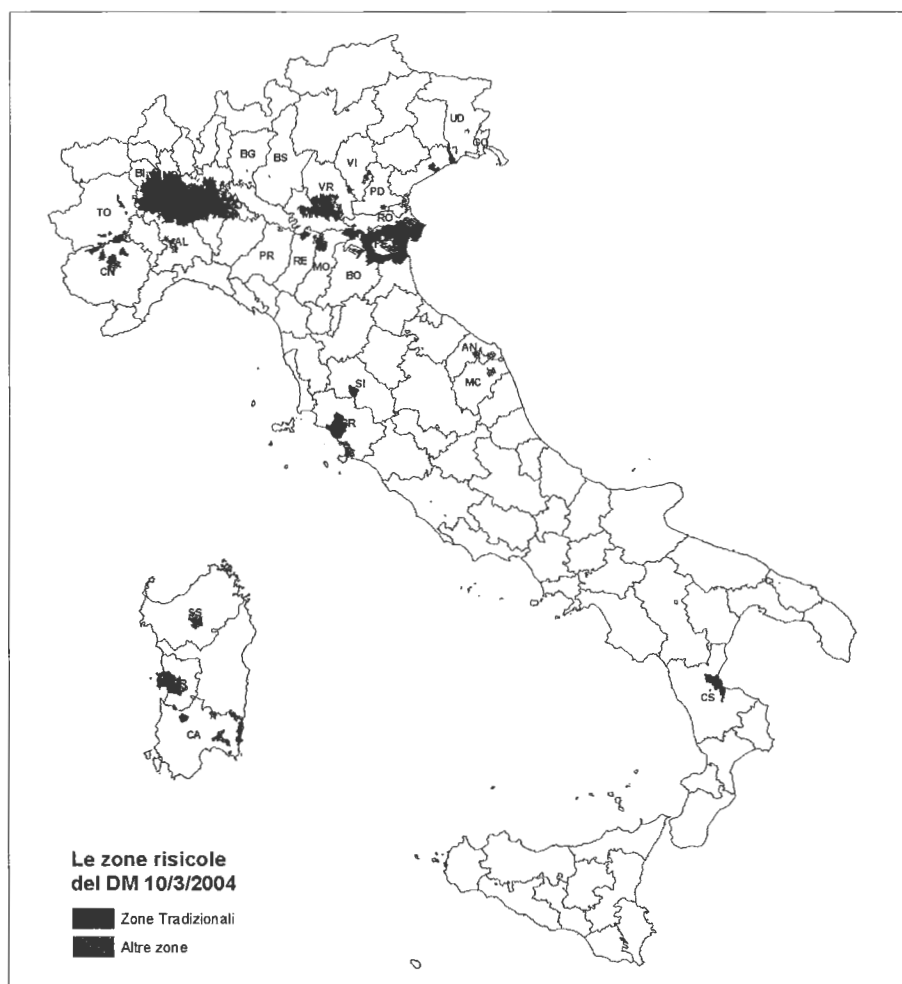 UD
GO
BG
BS
VI
BI
VR
PD
TO
RO
AL
PR
RE
MO
BO
CN
AN
MC
SI
GR
SS
CS
CA
Le zone risicole
del DM 10/3/2004
Zone Tradizionali
Altre zone